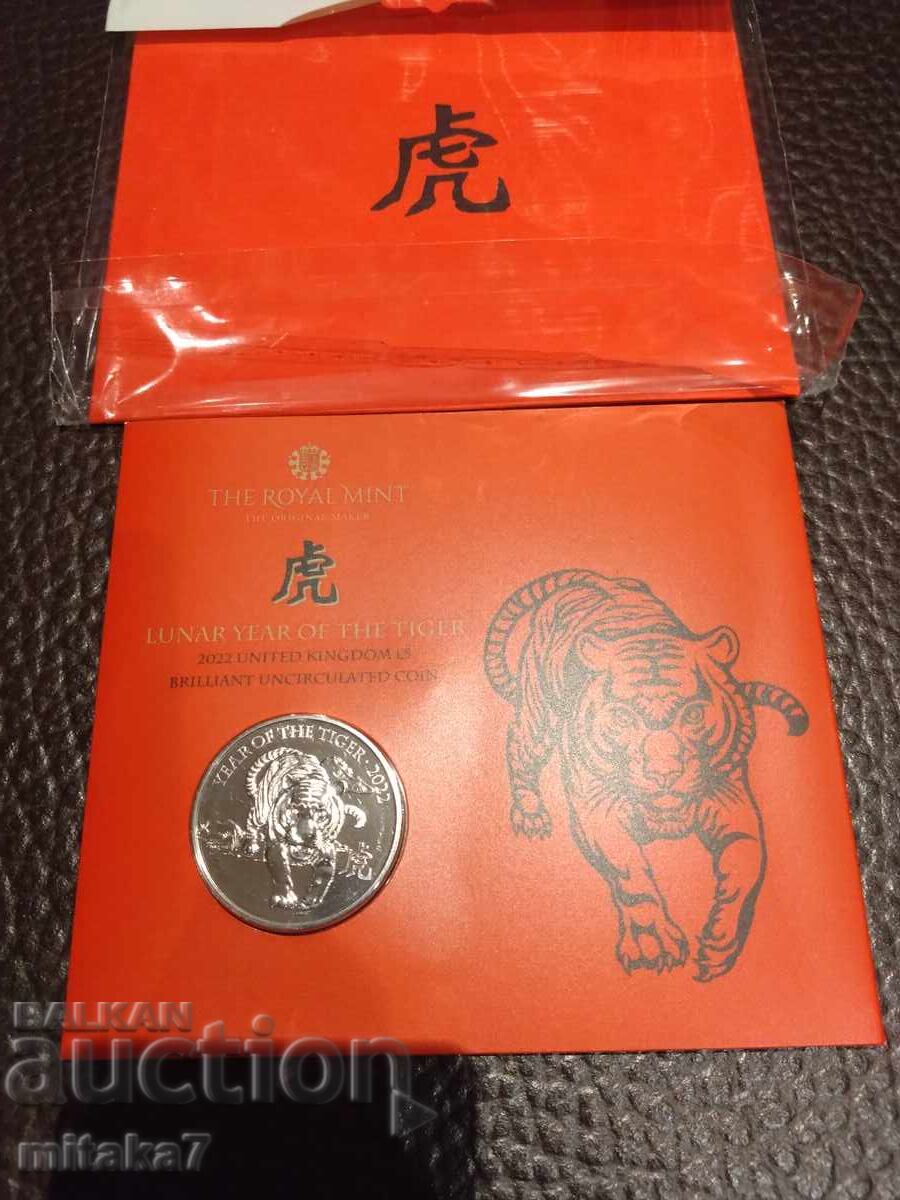 虎
THE ROYAL MINT
THE ORIGINAL MAKER
虎
LUNAR YEAR OF THE TIGER
2022 UNITED KINGDOM £5
BRILLIANT UNCIRCULATED COIN
YEAR OF THE TIGER · 2022
虎
BALKAN
auction
mitaka7